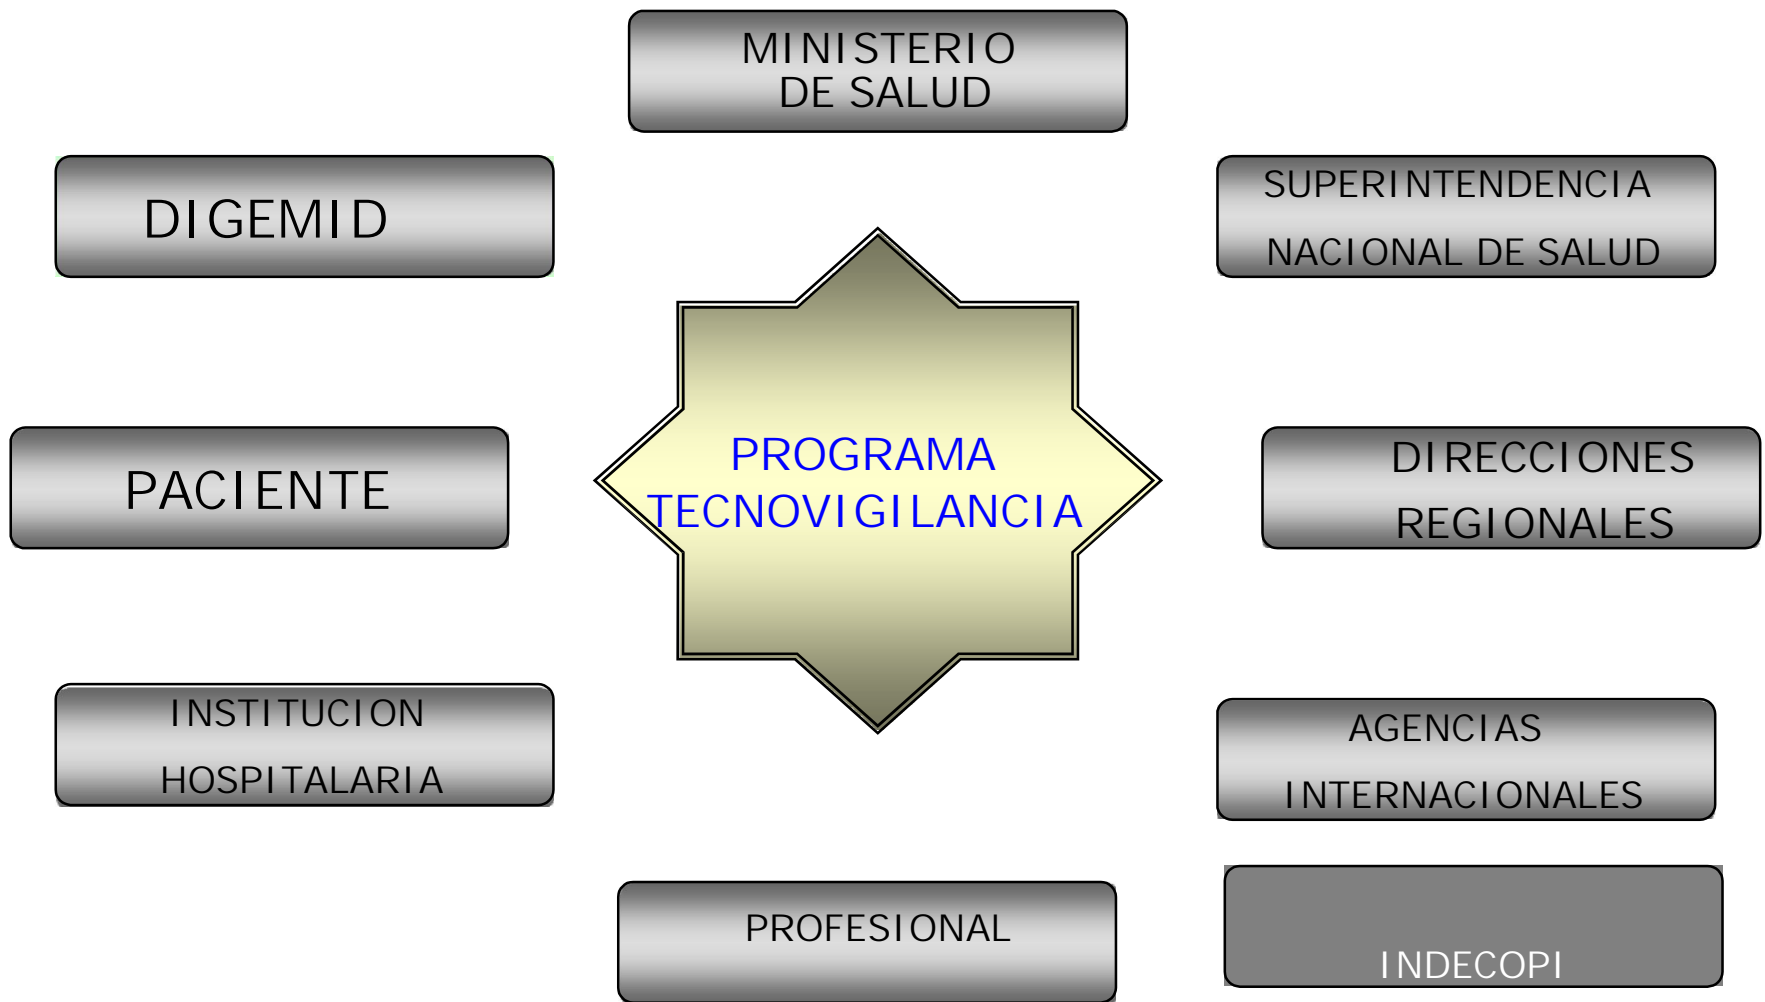 MINISTERIO
DE SALUD
DIGEMID
SUPERINTENDENCIA
NACIONAL DE SALUD
PROGRAMA
TECNOVIGILANCIA
PACIENTE
DIRECCIONES
REGIONALES
INSTITUCION
HOSPITALARIA
AGENCIAS
INTERNACIONALES
PROFESIONAL
INDECOPI